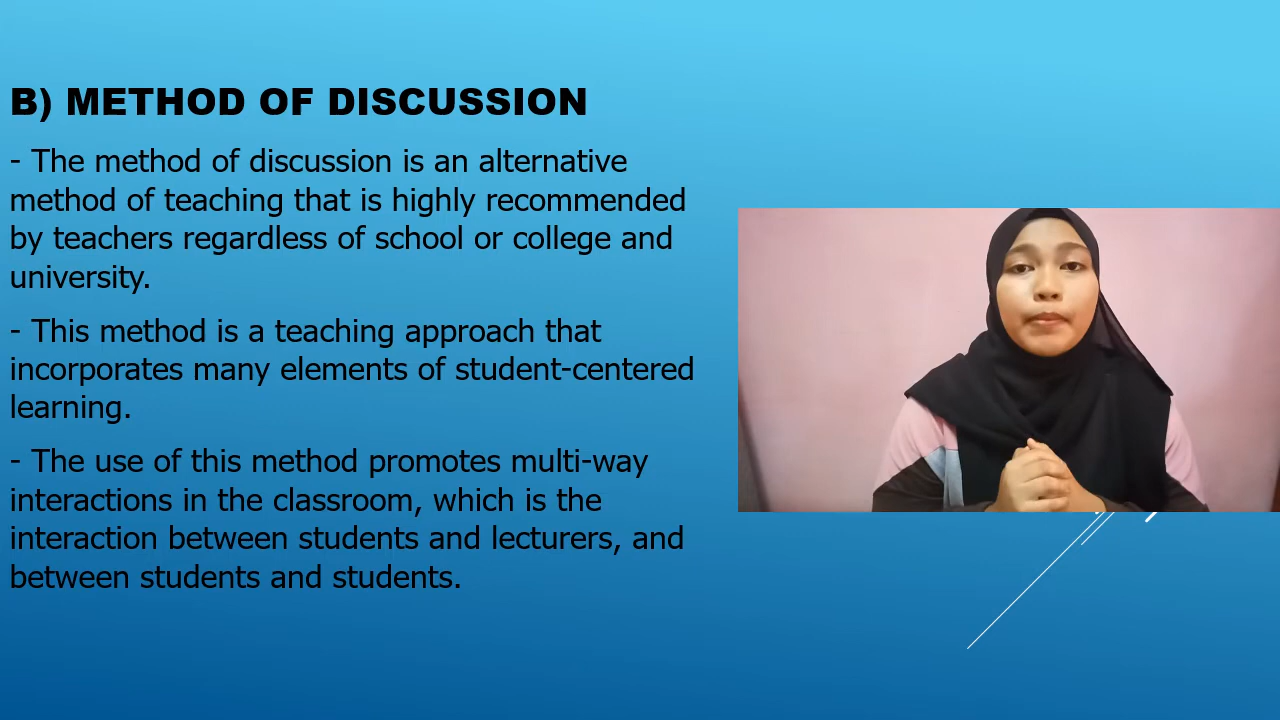 B) METHOD OF DISCUSSION
- The method of discussion is an alternative
method of teaching that is highly recommended
by teachers regardless of school or college and
university.
- This method is a teaching approach that
incorporates many elements of student-centered
learning.
- The use of this method promotes multi-way
interactions in the classroom, which is the
interaction between students and lecturers, and
between students and students.